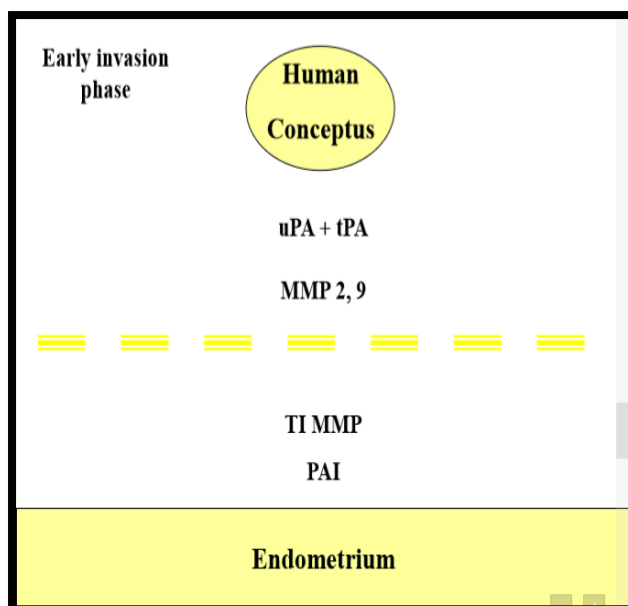 Early invasion
phase
Human
Conceptus
uPA + tPA
MMP 2, 9
TI MMP
PAI
Endometrium